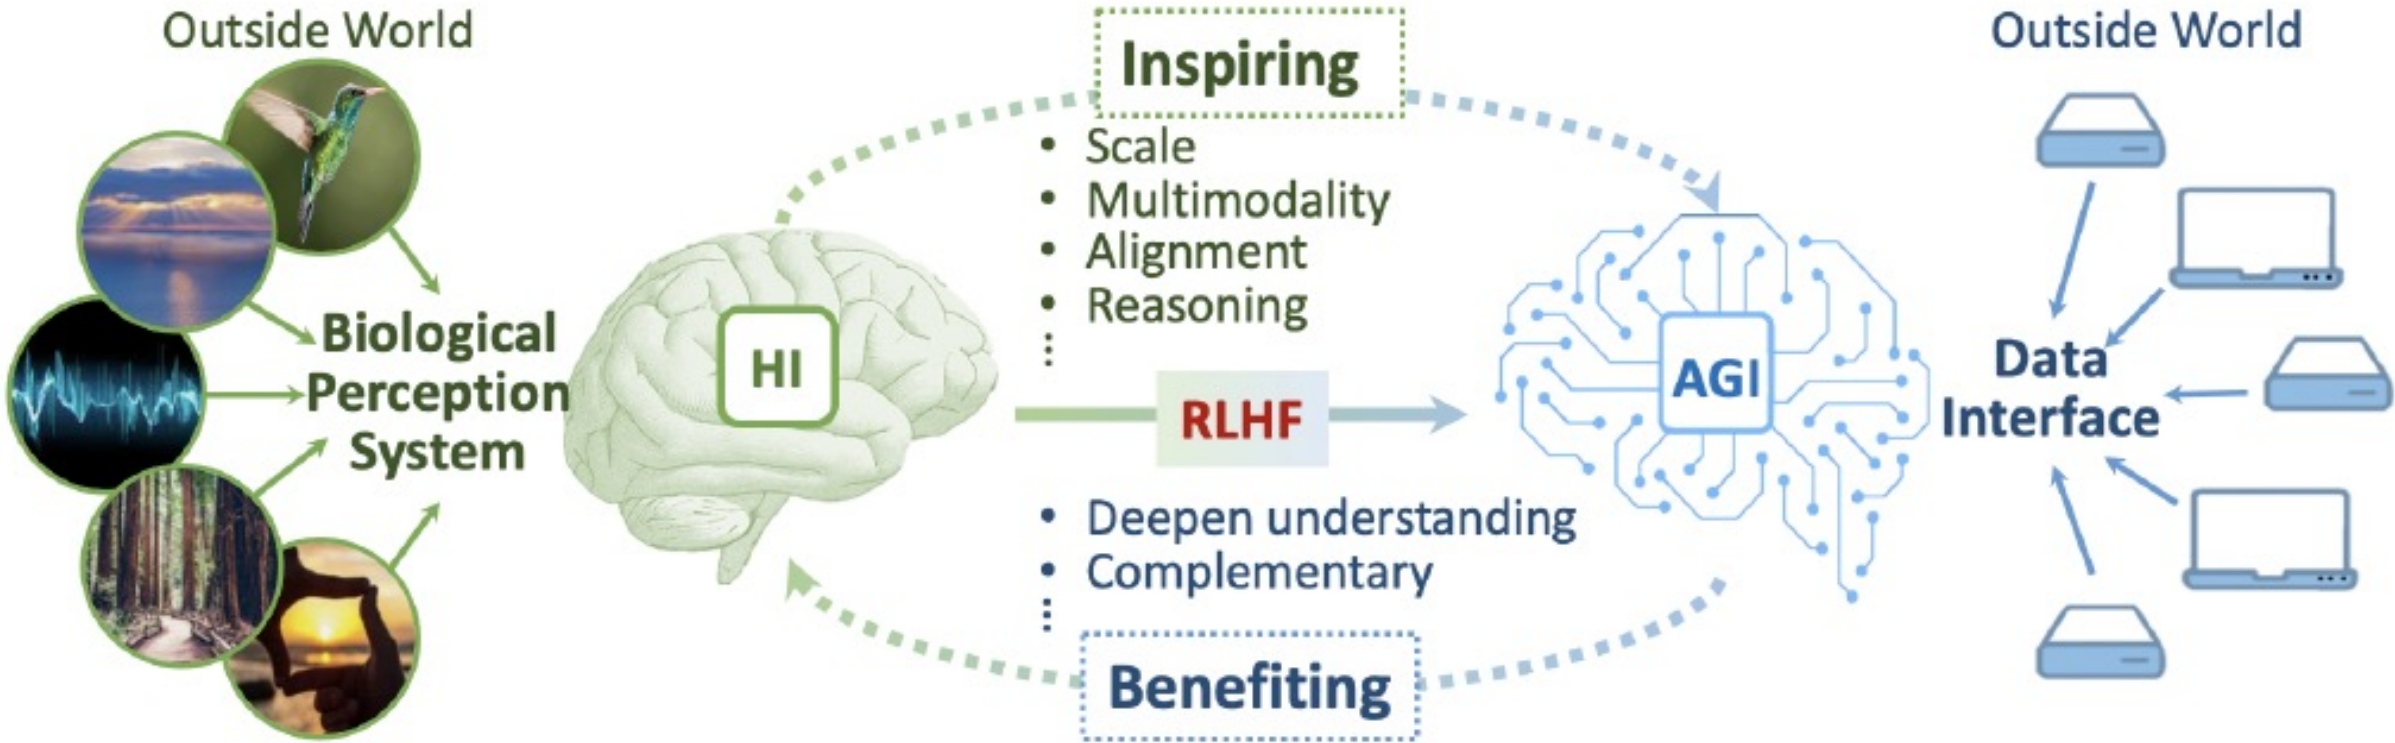 Outside World
Biological
Perception
System
HI
Inspiring
• Scale
• Multimodality
• Alignment
• Reasoning
RLHF
• Deepen understanding
• Complementary
Benefiting
AGI
Outside World
Data
Interface